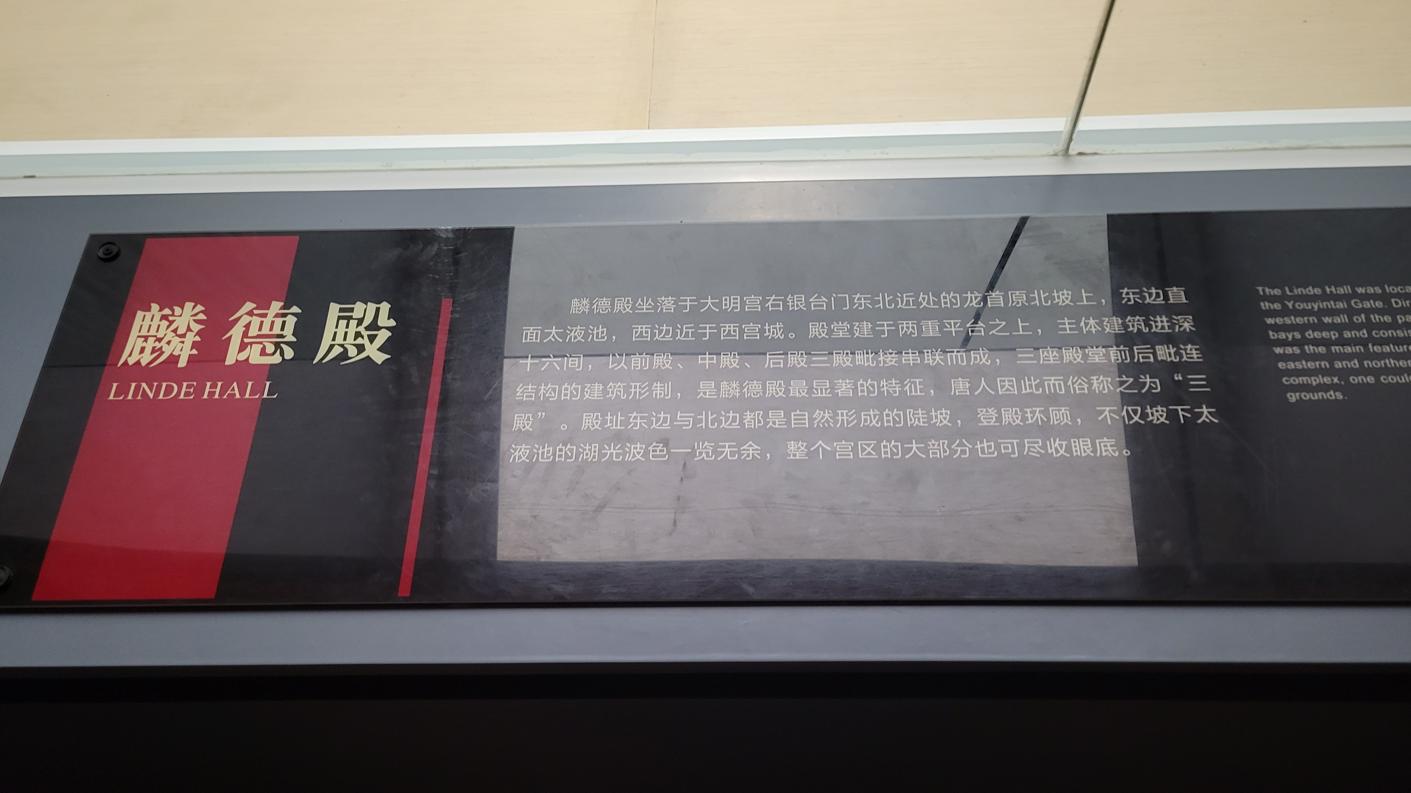 麟德殿
LINDE HALL
麟德殿坐落于大明宫右银台门东北近处的龙首原北坡上，东边直
面太液池，西边近于西宫城。殿堂建于两重平台之上，主体建筑进深
十六间，以前殿、中殿、后殿三殿毗接串联而成，三座殿堂前后毗连
结构的建筑形制，是麟德殿最显著的特征，唐人因此而俗称之为“三
殿”。殿址东边与北边都是自然形成的陡坡，登殿环顾，不仅坡下太
液池的湖光波色一览无余，整个宫区的大部分也可尽收眼底。
The Linde Hall was loca
the Youyintai Gate. Dir
western wall of the pa
bays deep and consis
was the main feature
eastern and northern
complex, one coul
grounds.